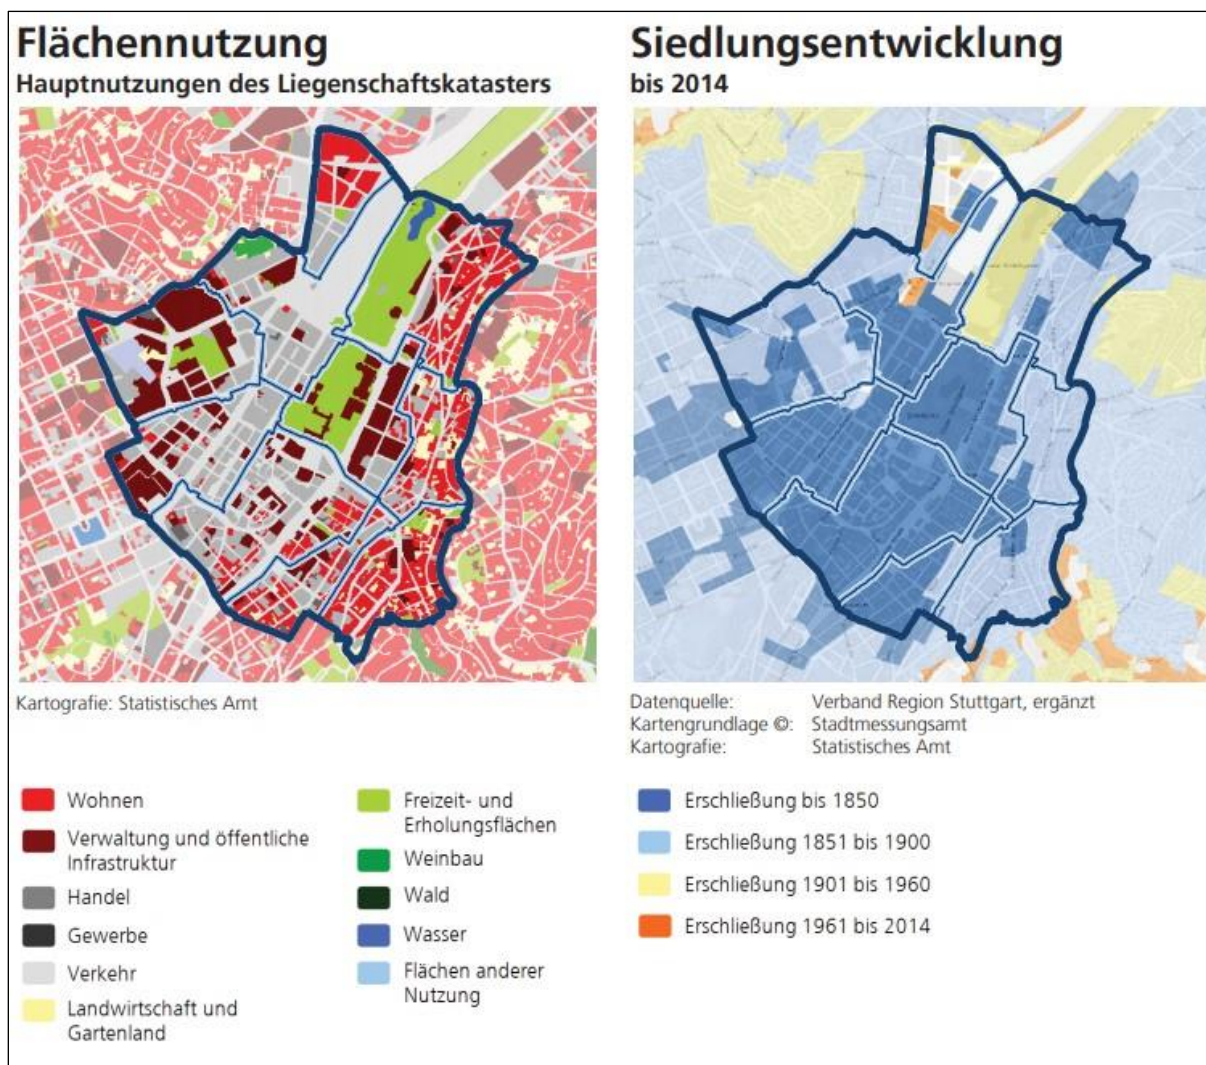 Flächennutzung
Hauptnutzungen des Liegenschaftskatasters
Kartografie: Statistisches Amt
Wohnen
Verwaltung und öffentliche
Infrastruktur
Handel
Gewerbe
Verkehr
Landwirtschaft und
Gartenland
Freizeit- und
Erholungsflächen
Weinbau
Wald
Wasser
Flächen anderer
Nutzung
Siedlungsentwicklung
bis 2014
Datenquelle: Verband Region Stuttgart, ergänzt
Kartengrundlage ©: Stadtmessungsamt
Kartografie: Statistisches Amt
Erschließung bis 1850
Erschließung 1851 bis 1900
Erschließung 1901 bis 1960
Erschließung 1961 bis 2014